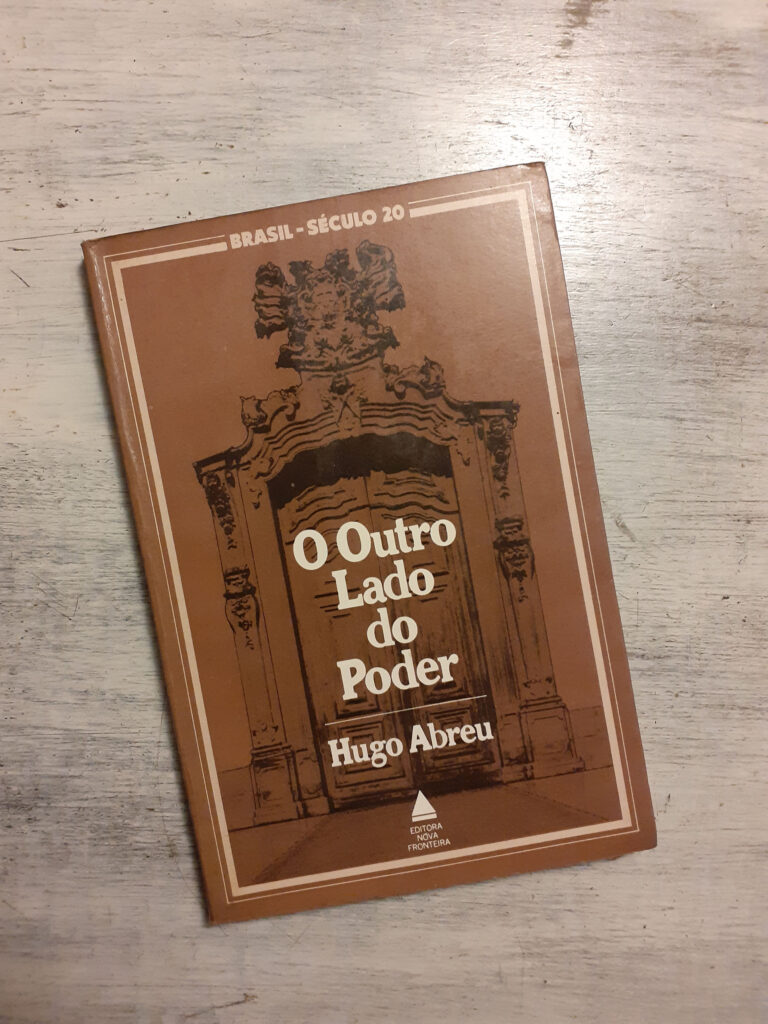 BRASIL - SÉCULO 20
O Outro
Lado
do
Poder
Hugo Abreu
EDITORA
NOVA
FRONTEIRA